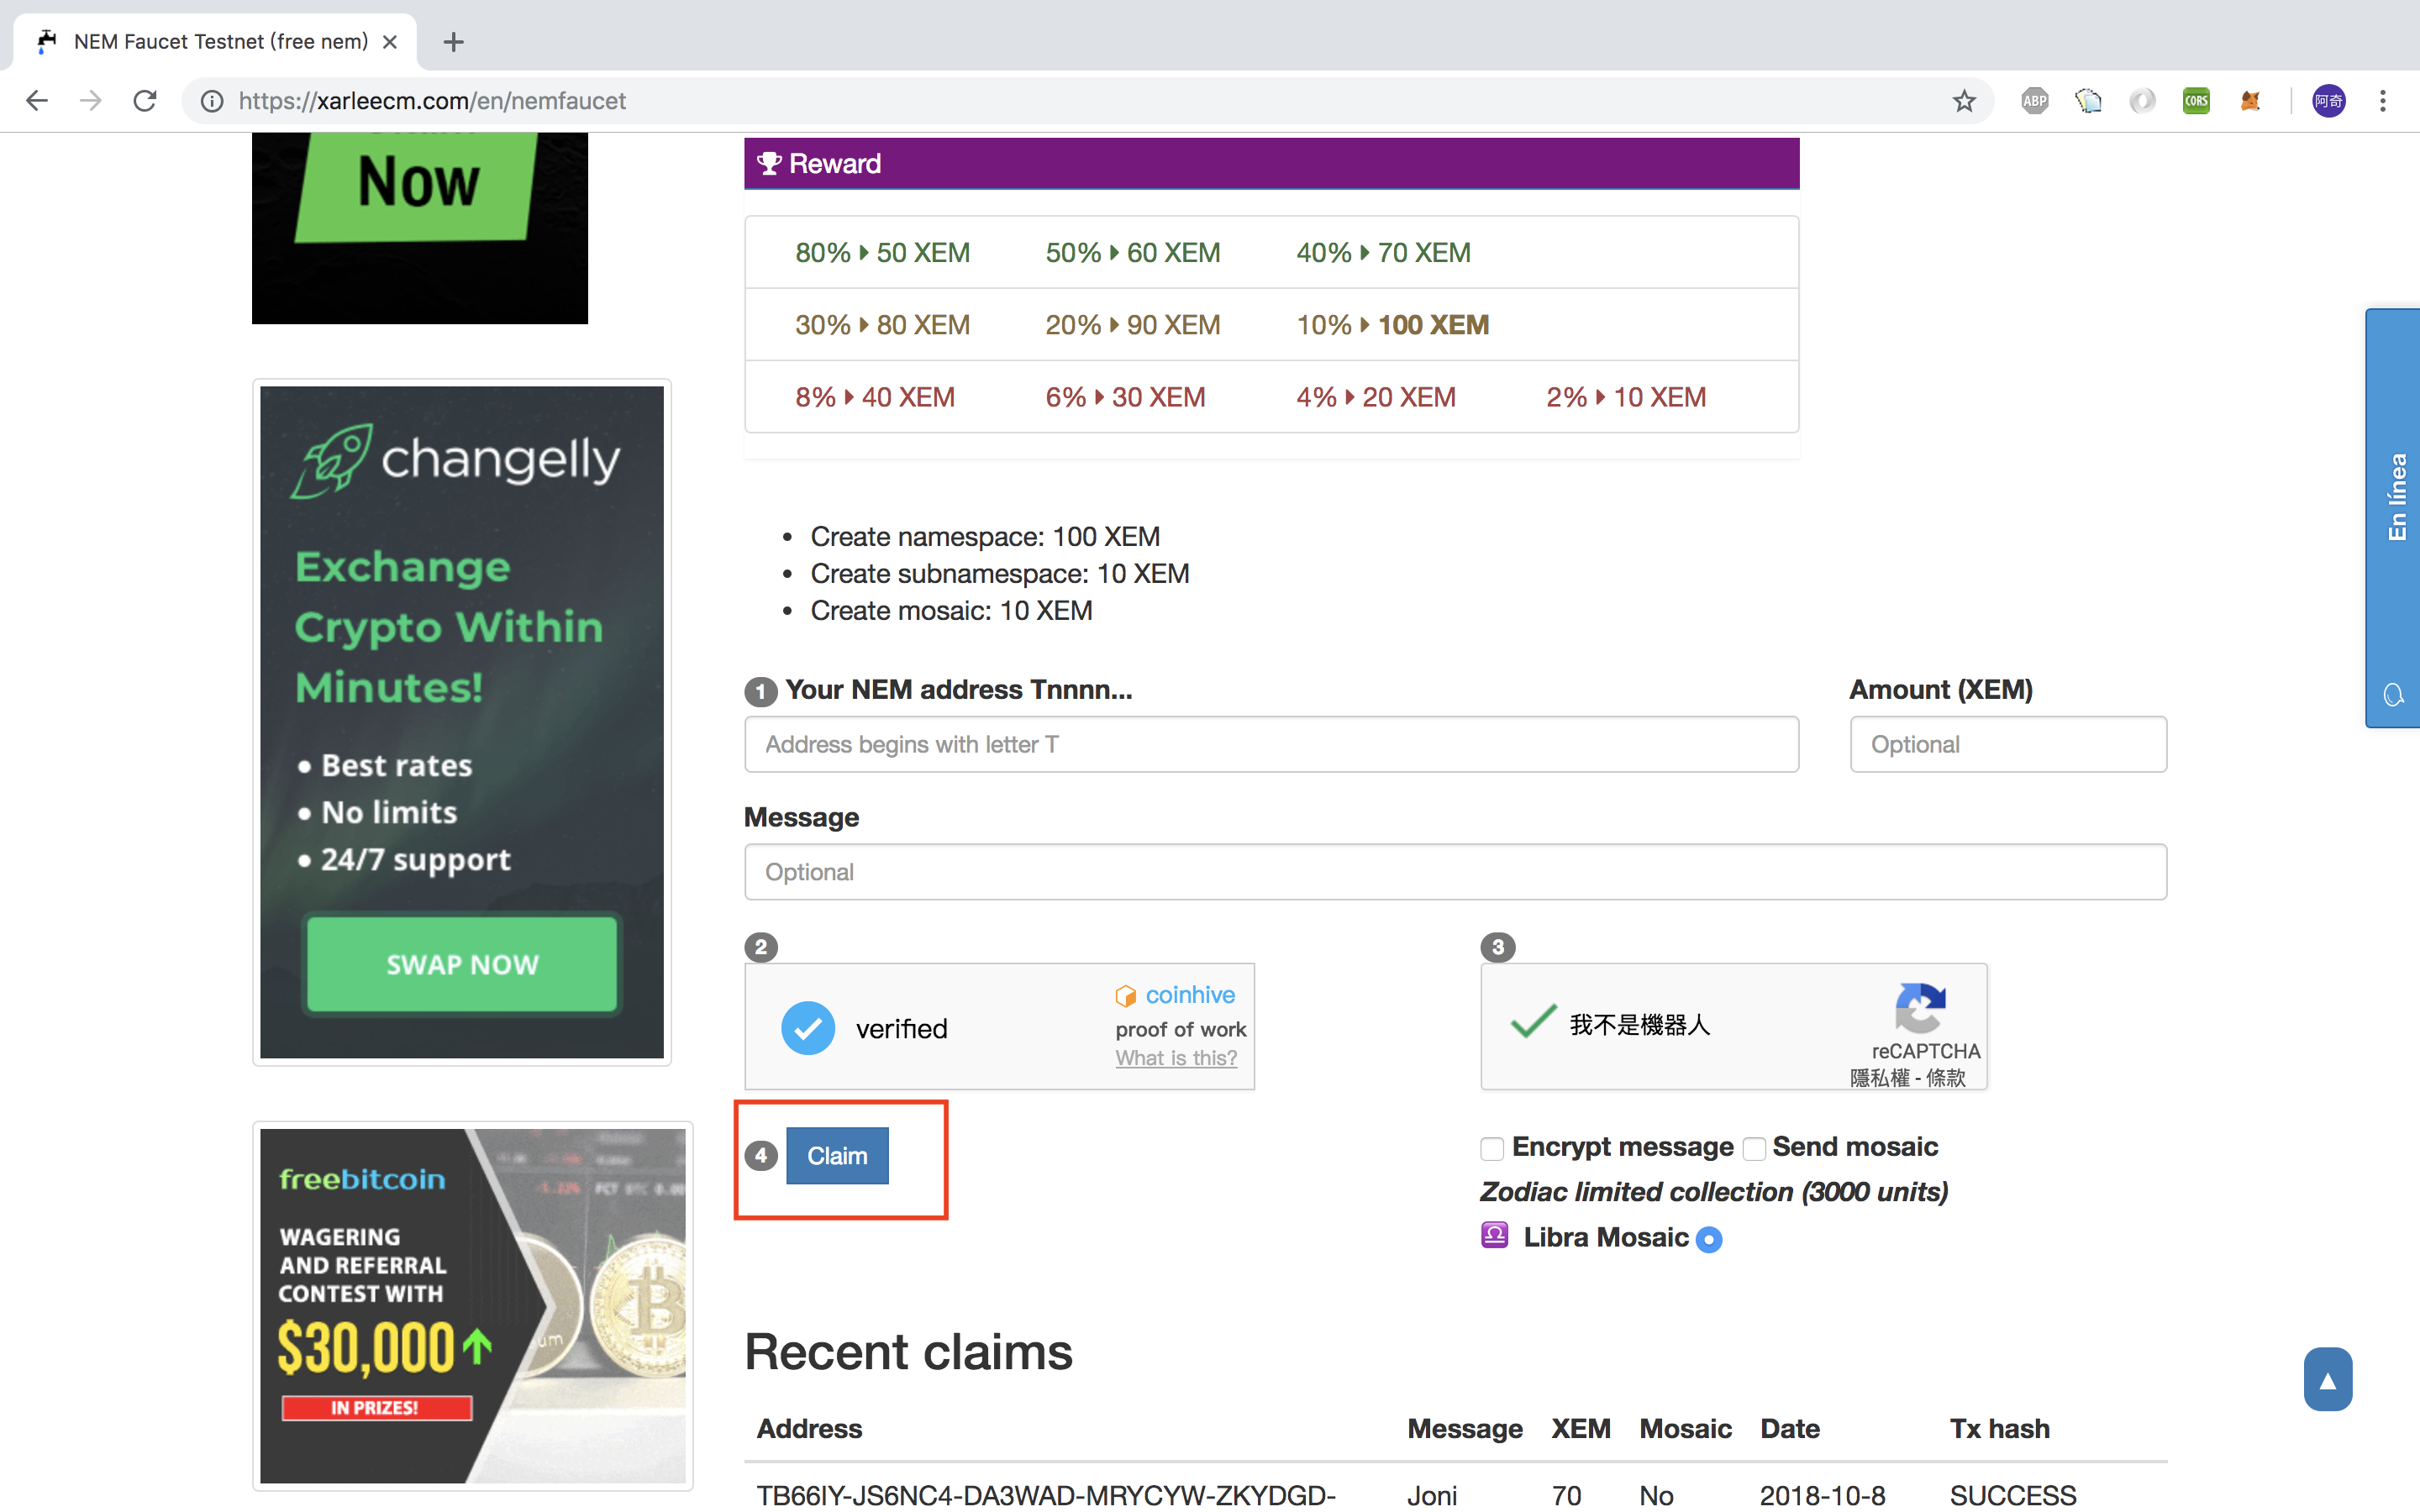 NEM Faucet Testnet (free nem)
https://xarleecm.com/en/nemfaucet
ABP
CORS
阿奇
Now
Reward
80% 50 XEM 50% 60 XEM 40% 70 XEM
30% 80 XEM 20% 90 XEM 10% 100 XEM
8% 40 XEM 6% 30 XEM 4% 20 XEM 2% 10 XEM
changelly
Exchange
Crypto Within
Minutes!
• Best rates
• No limits
• 24/7 support
SWAP NOW
En línea
• Create namespace: 100 XEM
• Create subnamespace: 10 XEM
• Create mosaic: 10 XEM
1 Your NEM address Tnnnn...
Address begins with letter T
Amount (XEM)
Optional
Message
Optional
2
verified
coinhive
proof of work
What is this?
3
我不是機器人
reCAPTCHA
隱私權 - 條款
4 Claim
Encrypt message Send mosaic
Zodiac limited collection (3000 units)
Libra Mosaic
freebitcoin
WAGERING
AND REFERRAL
CONTEST WITH
$30,000
IN PRIZES!
Recent claims
Address Message XEM Mosaic Date Tx hash
TB66IY-JS6NC4-DA3WAD-MRYCYW-ZKYDGD- Joni 70 No 2018-10-8 SUCCESS